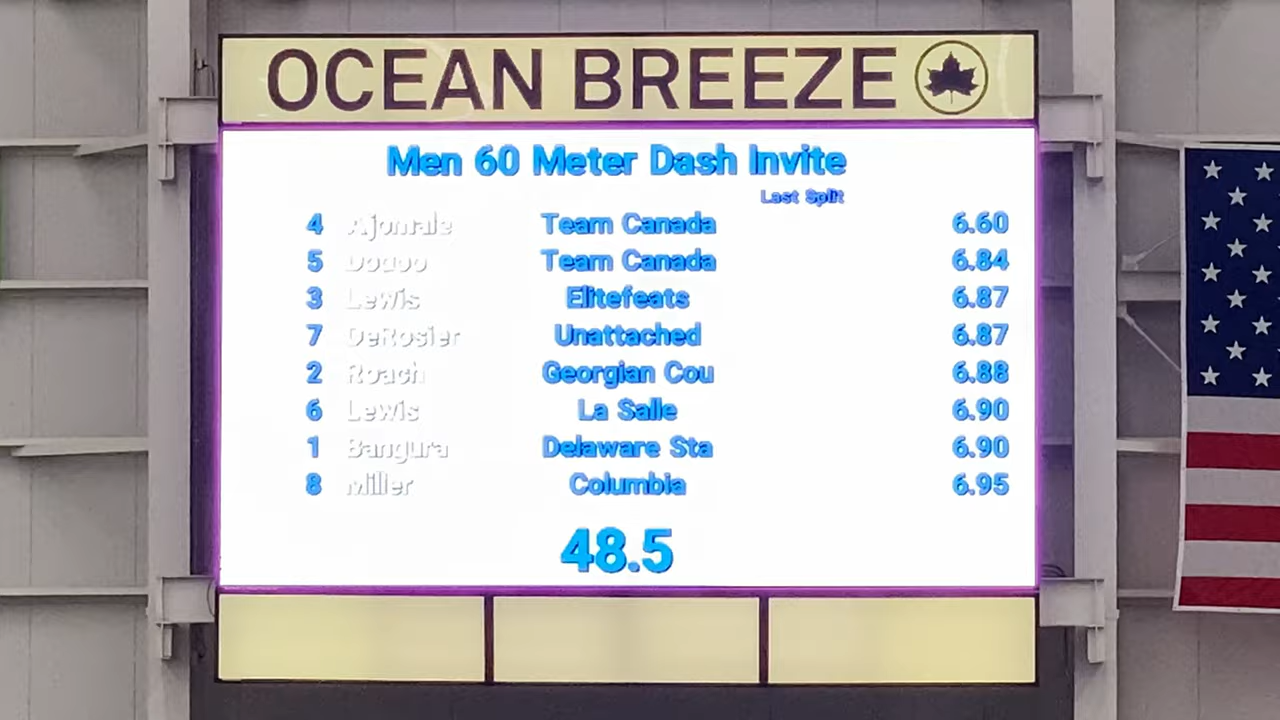 OCEAN BREEZE
Men 60 Meter Dash Invite
Last Split
4 Ajomale Team Canada 6.60
5 Dodoo Team Canada 6.84
3 Lewis Elitefeats 6.87
7 DeRosier Unattached 6.87
2 Roach Georgian Cou 6.88
6 Lewis La Salle 6.90
1 Bangura Delaware Sta 6.90
8 Miller Columbia 6.95
48.5